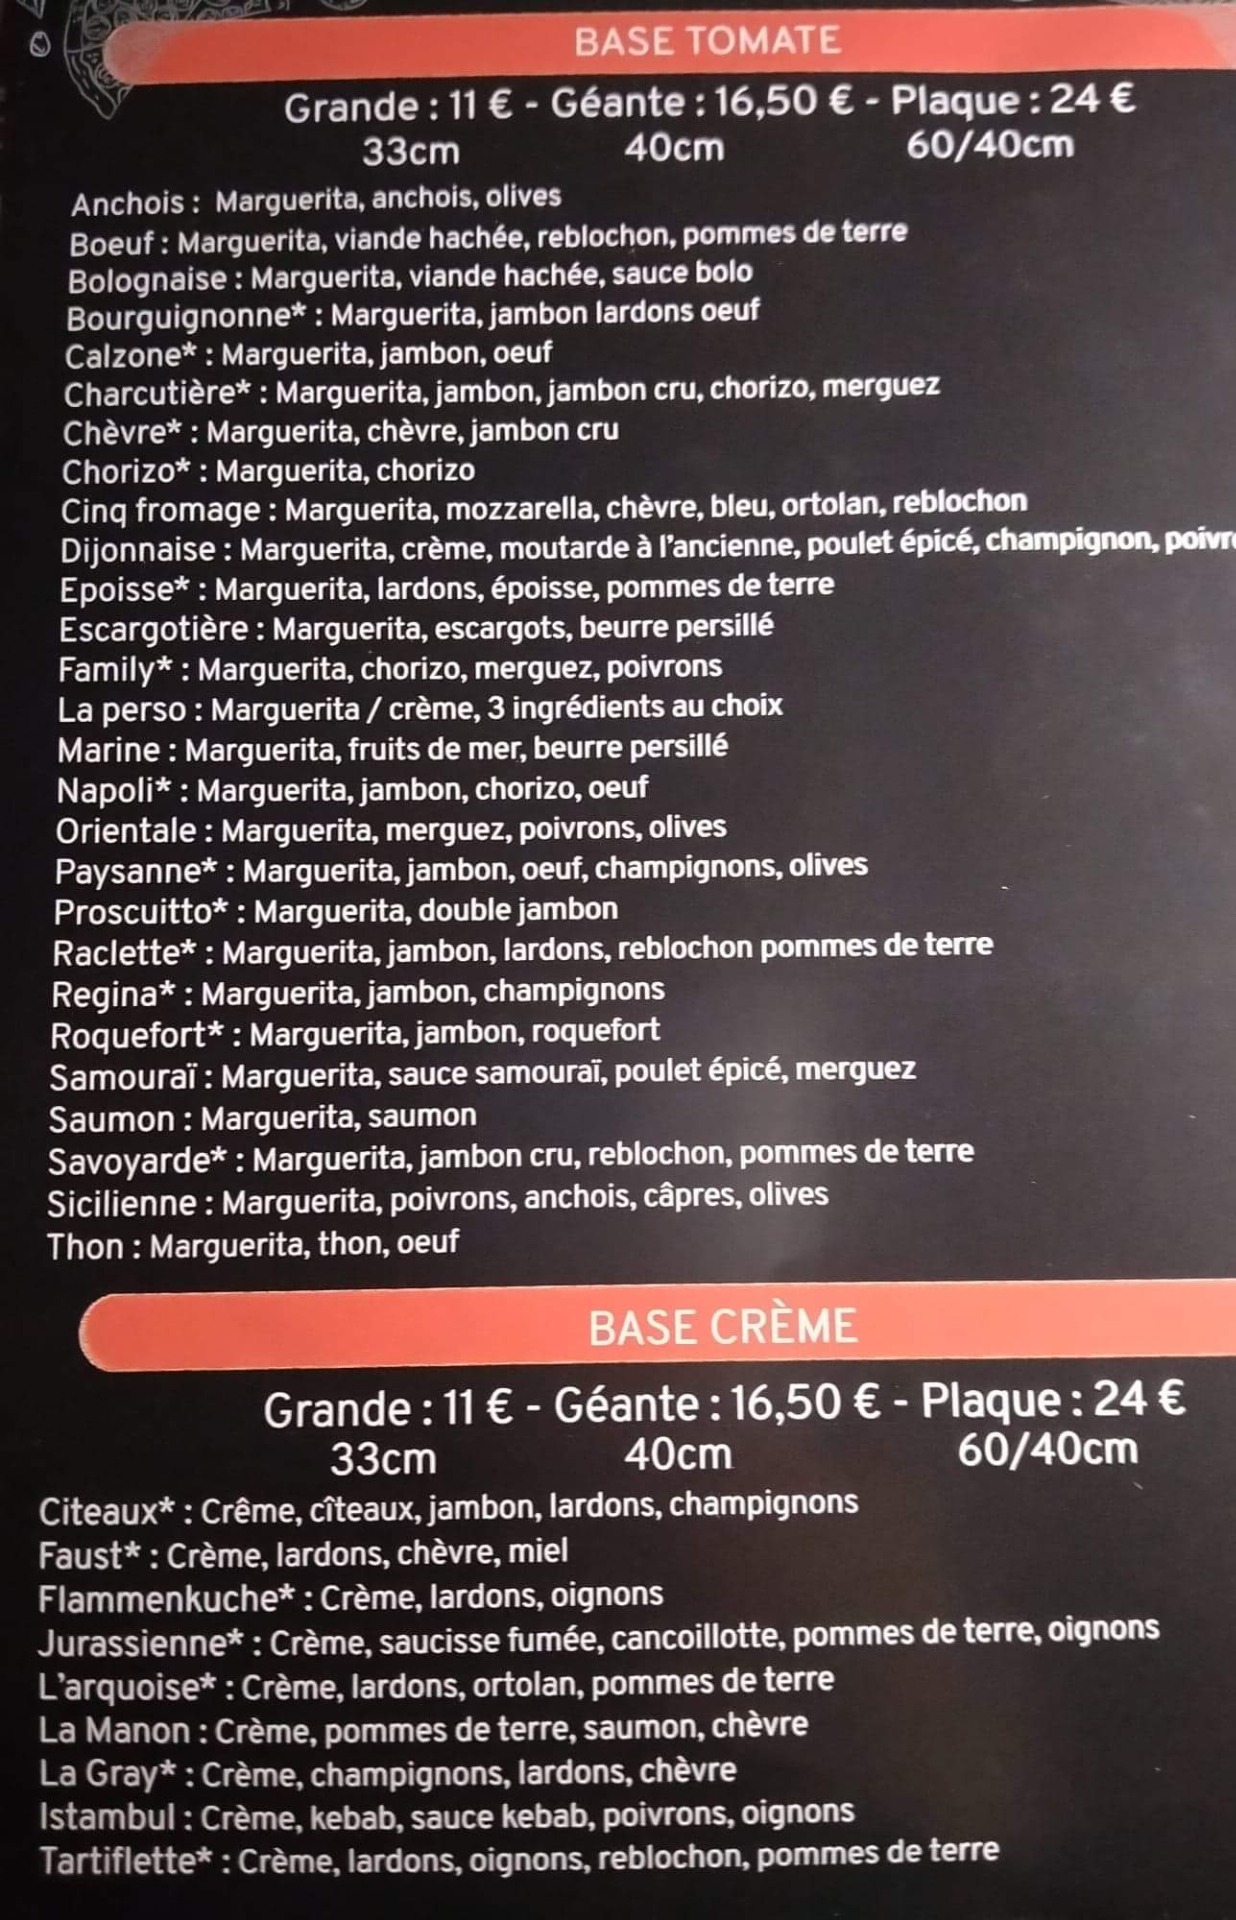 BASE TOMATE
Grande : 11 € - Géante : 16,50 € - Plaque : 24 €
33cm 40cm 60/40cm
Anchois : Marguerita, anchois, olives
Boeuf : Marguerita, viande hachée, reblochon, pommes de terre
Bolognaise : Marguerita, viande hachée, sauce bolo
Bourguignonne* : Marguerita, jambon lardons oeuf
Calzone* : Marguerita, jambon, oeuf
Charcutière* : Marguerita, jambon, jambon cru, chorizo, merguez
Chèvre* : Marguerita, chèvre, jambon cru
Chorizo* : Marguerita, chorizo
Cinq fromage : Marguerita, mozzarella, chèvre, bleu, ortolan, reblochon
Dijonnaise : Marguerita, crème, moutarde à l'ancienne, poulet épicé, champignon,
Epoisse* : Marguerita, lardons, époisse, pommes de terre
Escargotière : Marguerita, escargots, beurre persillé
Family* : Marguerita, chorizo, merguez, poivrons
La perso : Marguerita / crème, 3 ingrédients au choix
Marine : Marguerita, fruits de mer, beurre persillé
Napoli* : Marguerita, jambon, chorizo, oeuf
Orientale : Marguerita, merguez, poivrons, olives
Paysanne* : Marguerita, jambon, oeuf, champignons, olives
Proscuitto* : Marguerita, double jambon
Raclette* : Marguerita, jambon, lardons, reblochon pommes de terre
Regina* : Marguerita, jambon, champignons
Roquefort* : Marguerita, jambon, roquefort
Samouraï : Marguerita, sauce samouraï, poulet épicé, merguez
Saumon : Marguerita, saumon
Savoyarde* : Marguerita, jambon cru, reblochon, pommes de terre
Sicilienne : Marguerita, poivrons, anchois, câpres, olives
Thon : Marguerita, thon, oeuf
BASE CRÈME
Grande : 11 € - Géante : 16,50 € - Plaque : 24 €
33cm 40cm 60/40cm
Citeaux* : Crême, cîteaux, jambon, lardons, champignons
Faust* : Crème, lardons, chèvre, miel
Flammenkuche* : Crème, lardons, oignons
Jurassienne* : Crème, saucisse fumée, cancoillotte, pommes de terre, oignons
L'arquoise* : Crème, lardons, ortolan, pommes de terre
La Manon : Crème, pommes de terre, saumon, chèvre
La Gray* : Crème, champignons, lardons, chèvre
Istambul : Crème, kebab, sauce kebab, poivrons, oignons
Tartiflette* : Crème, lardons, oignons, reblochon, pommes de terre